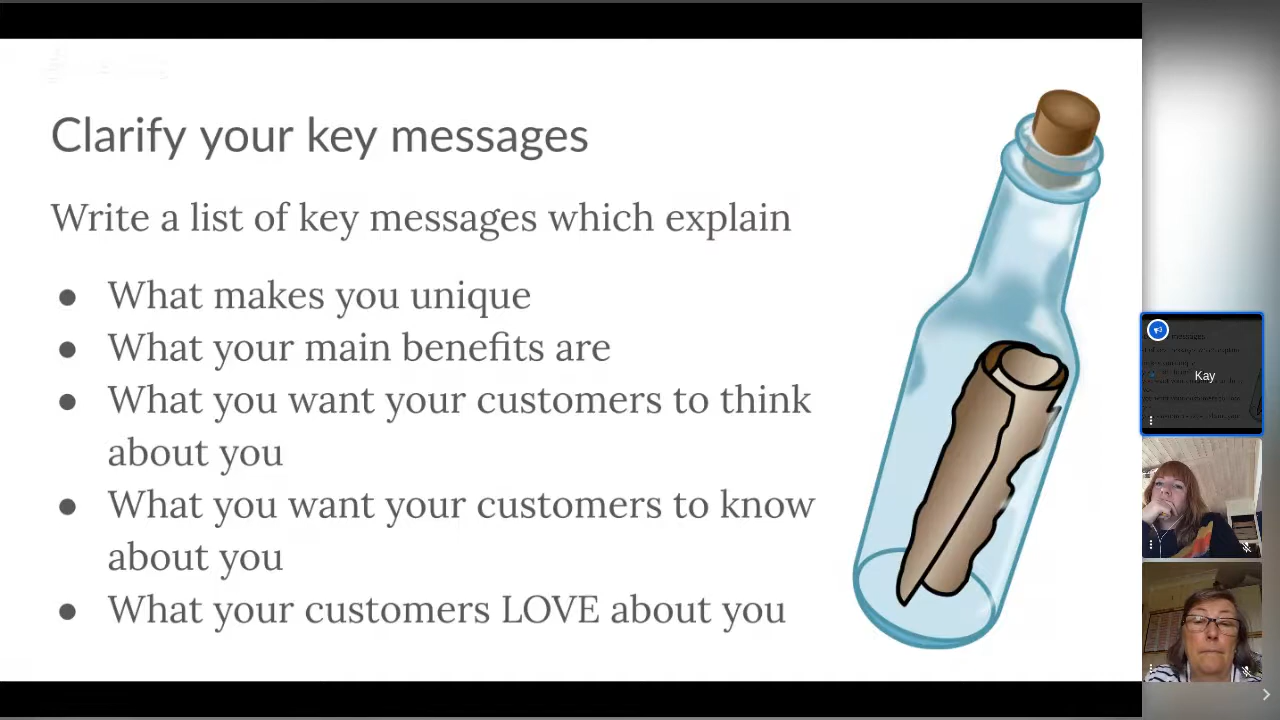 Clarify your key messages
Write a list of key messages which explain
● What makes you unique
● What your main benefits are
● What you want your customers to think
about you
● What you want your customers to know
about you
● What your customers LOVE about you
Kay